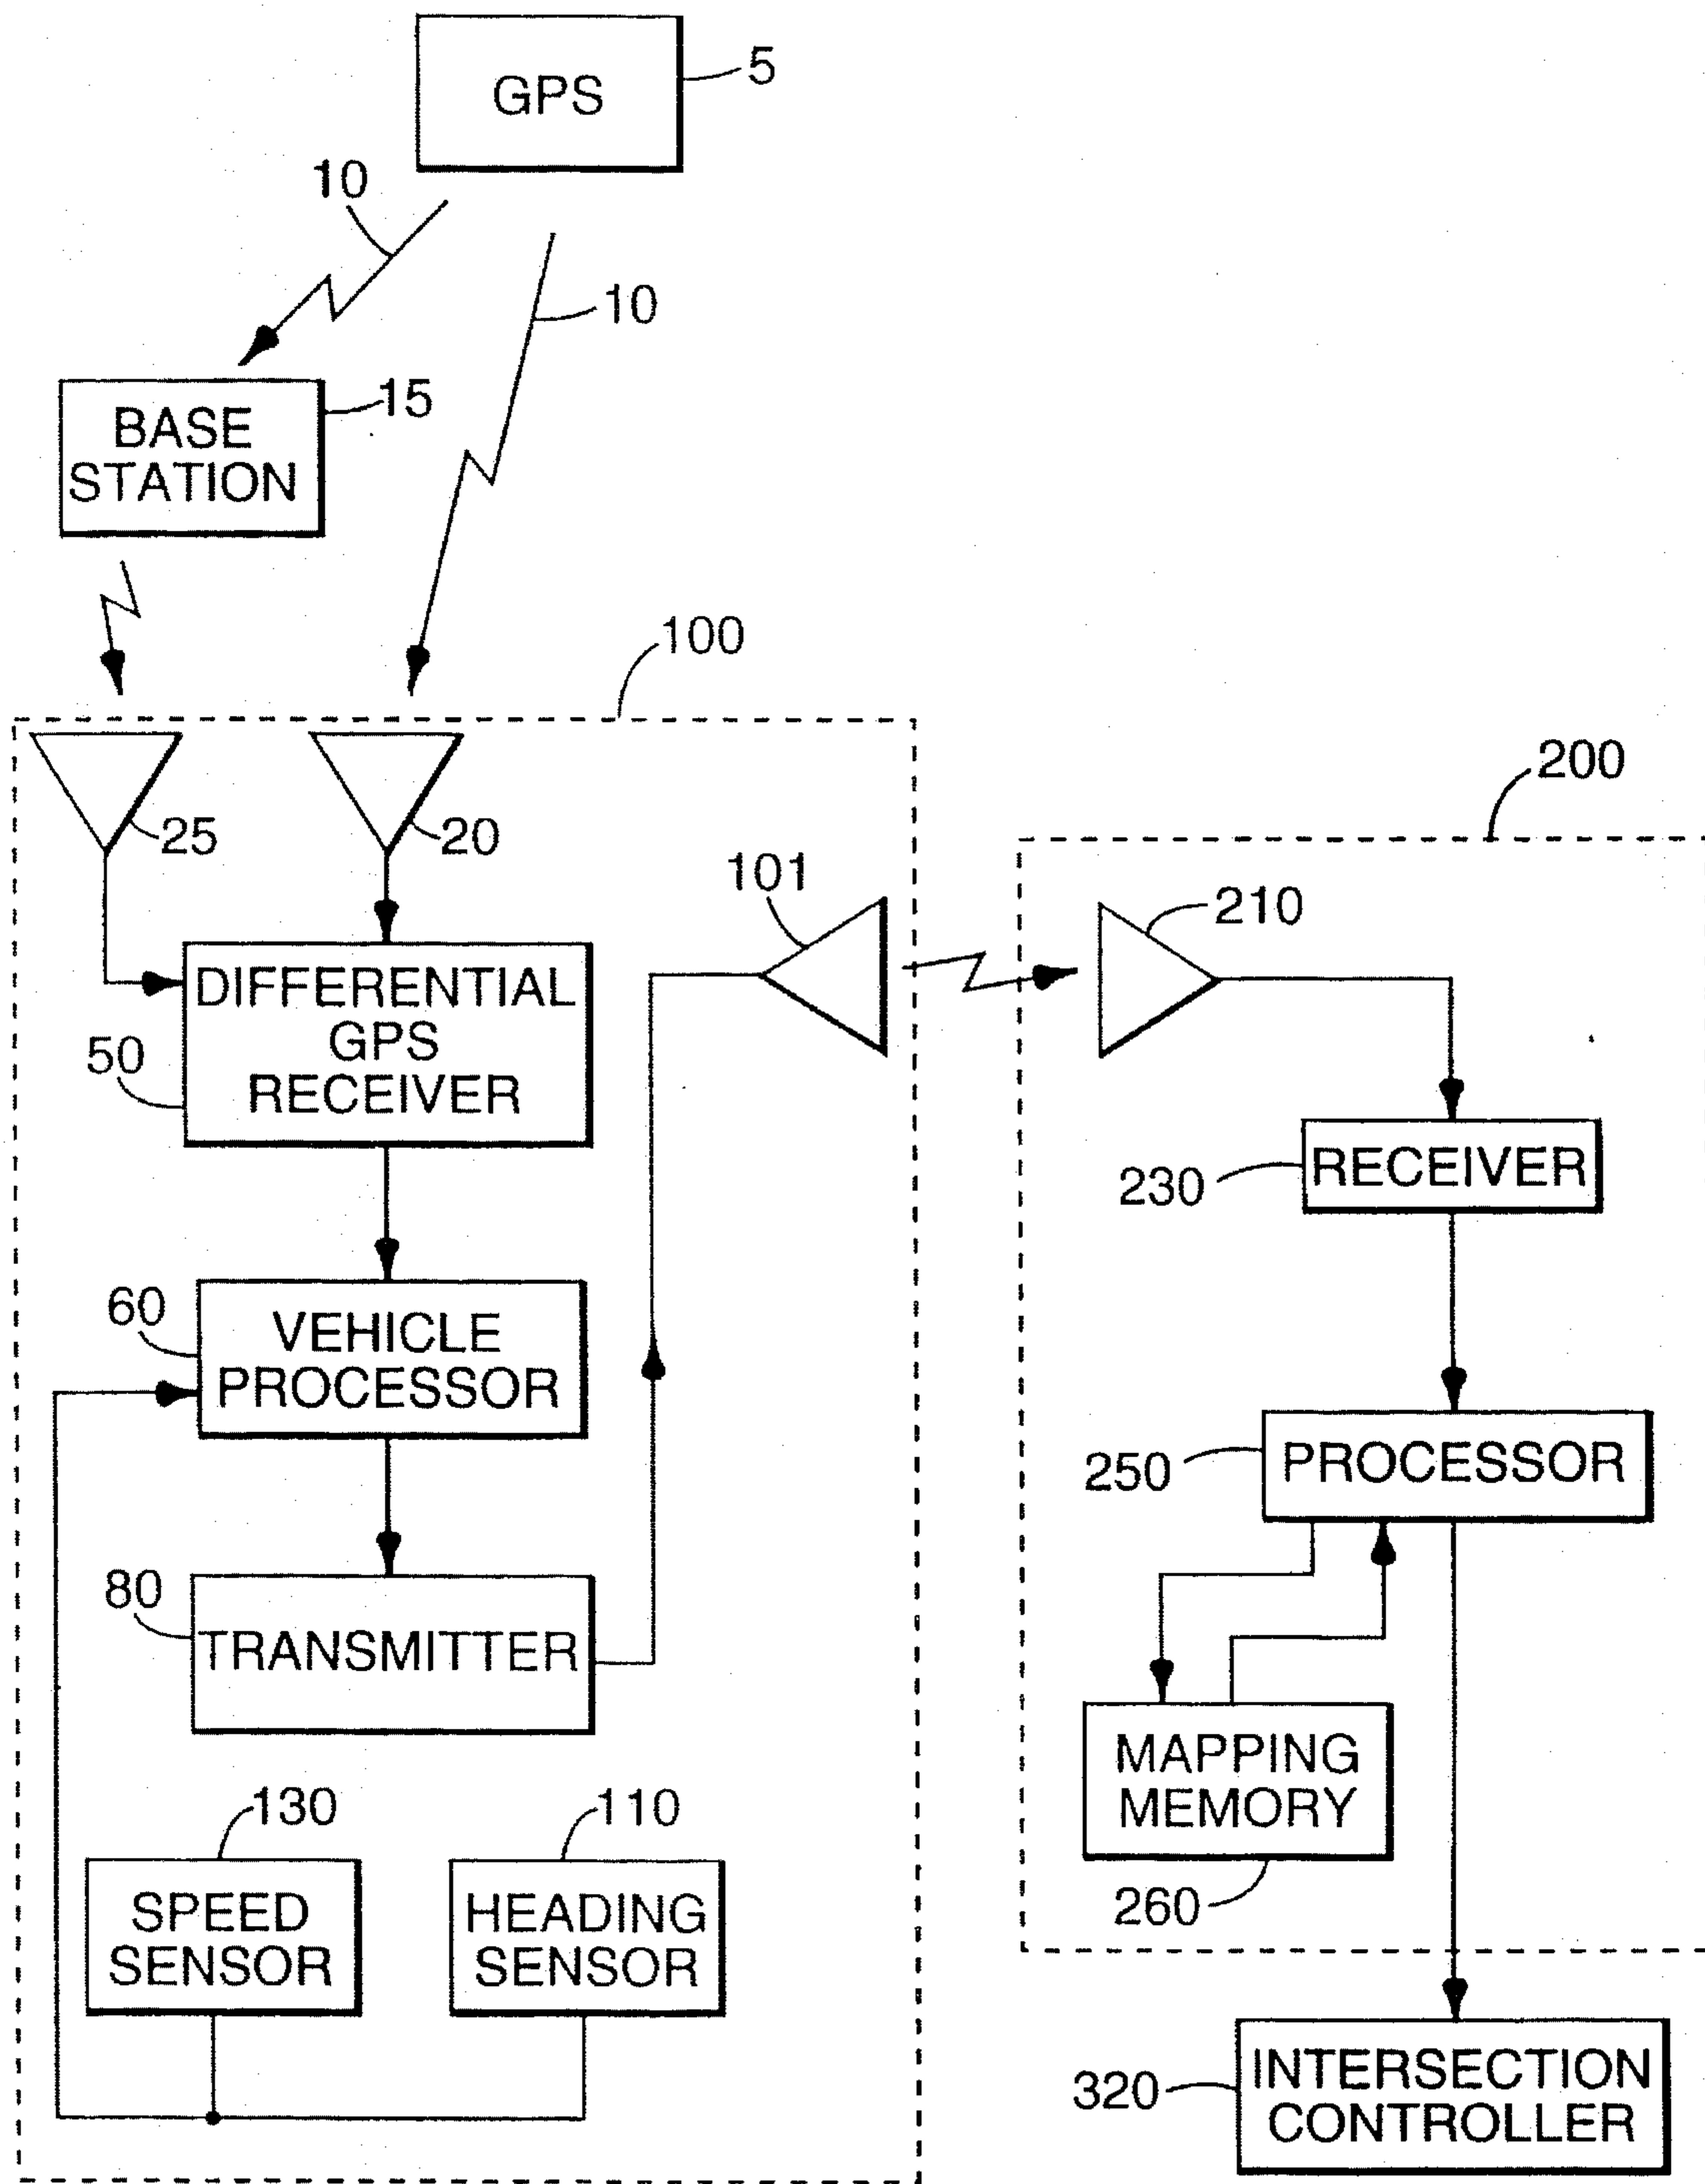 GPS
5
10
10
BASE
STATION
15
100
25
20
200
101
210
DIFFERENTIAL
GPS
RECEIVER
50
RECEIVER
230
60
VEHICLE
PROCESSOR
PROCESSOR
250
80
TRANSMITTER
MAPPING
MEMORY
260
130
110
SPEED
SENSOR
HEADING
SENSOR
320
INTERSECTION
CONTROLLER